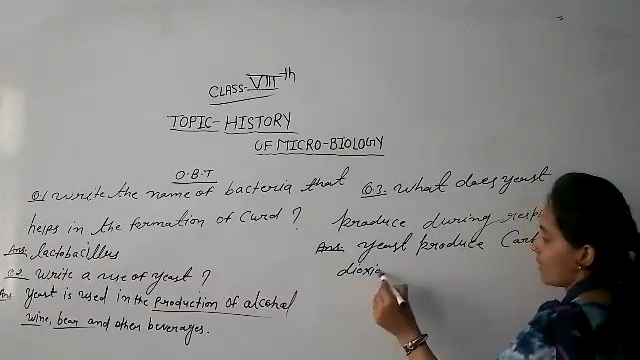 CLASS- VIIIth
TOPIC- HISTORY
OF MICRO-BIOLOGY
O.B.T
Q1 Write the name of bacteria that
helps in the formation of Curd ?
Ans: lactobacillus
Q2 Write a use of yeast ?
Ans Yeast is used in the production of alcohal
wine, bear and other beverages.
Q3. What does yeast
produce during
Ans: yeast produce